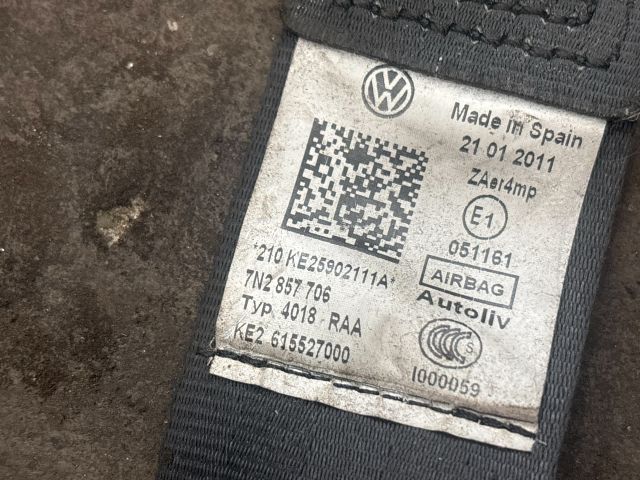 Made in Spain
21 01 2011
ZAer4mp
E1
051161
*210 KE25902111A*
7N2 857 706
Typ. 4018 - RAA
KE2 615527000
AIRBAG
Autoliv
CCC S
I000059